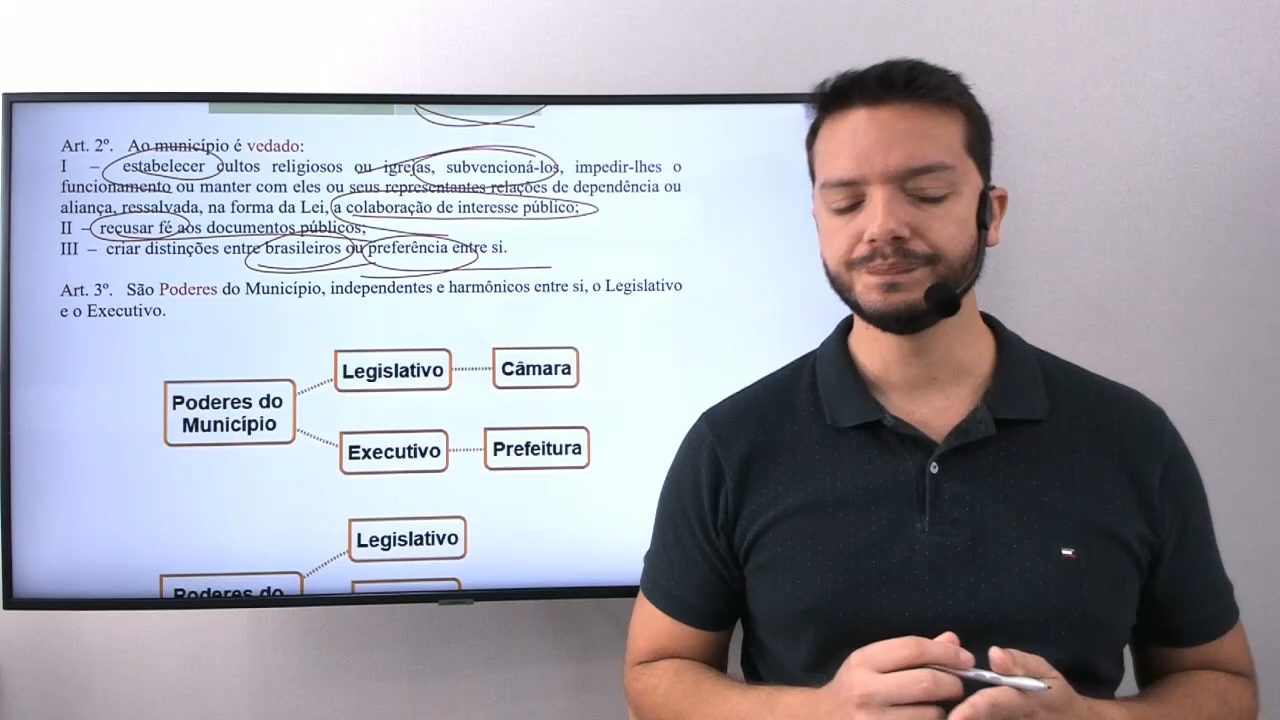 Art. 2º. Ao município é vedado:
I – estabelecer cultos religiosos ou igrejas, subvencioná-los, impedir-lhes o
funcionamento ou manter com eles ou seus representantes relações de dependência ou
aliança, ressalvada, na forma da Lei, a colaboração de interesse público;
II – recusar fé aos documentos públicos;
III – criar distinções entre brasileiros ou preferência entre si.
Art. 3º. São Poderes do Município, independentes e harmônicos entre si, o Legislativo
e o Executivo.
Legislativo
Câmara
Poderes do
Município
Executivo
Prefeitura
Legislativo
Poderes do